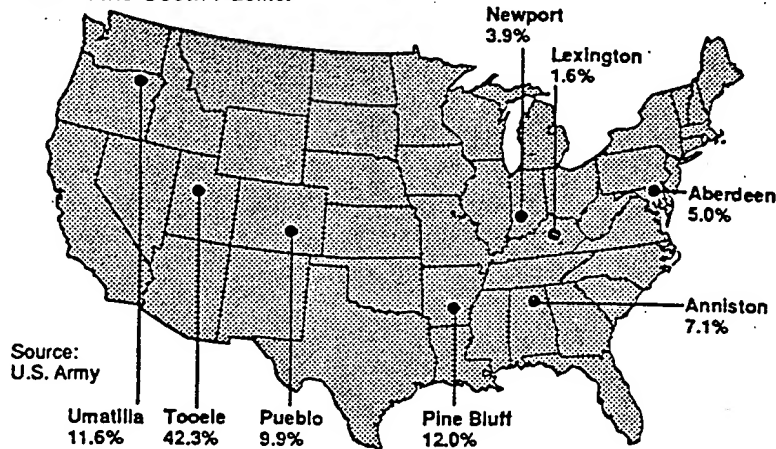 Newport
3.9%
Lexington
1.6%
Aberdeen
5.0%
Anniston
7.1%
Source:
U.S. Army
Umatilla
11.6%
Tooele
42.3%
Pueblo
9.9%
Pine Bluff
12.0%